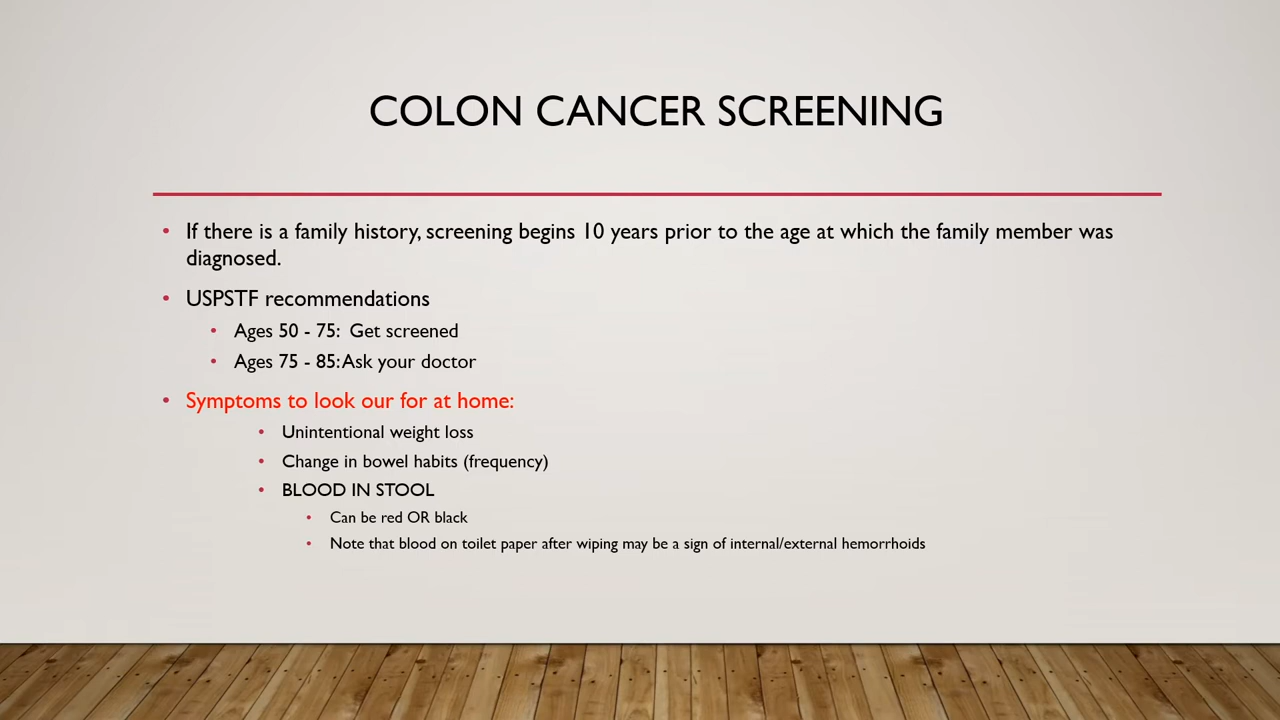 COLON CANCER SCREENING
• If there is a family history, screening begins 10 years prior to the age at which the family member was
diagnosed.
• USPSTF recommendations
• Ages 50 - 75:  Get screened
• Ages 75 - 85: Ask your doctor
• Symptoms to look our for at home:
• Unintentional weight loss
• Change in bowel habits (frequency)
• BLOOD IN STOOL
• Can be red OR black
• Note that blood on toilet paper after wiping may be a sign of internal/external hemorrhoids